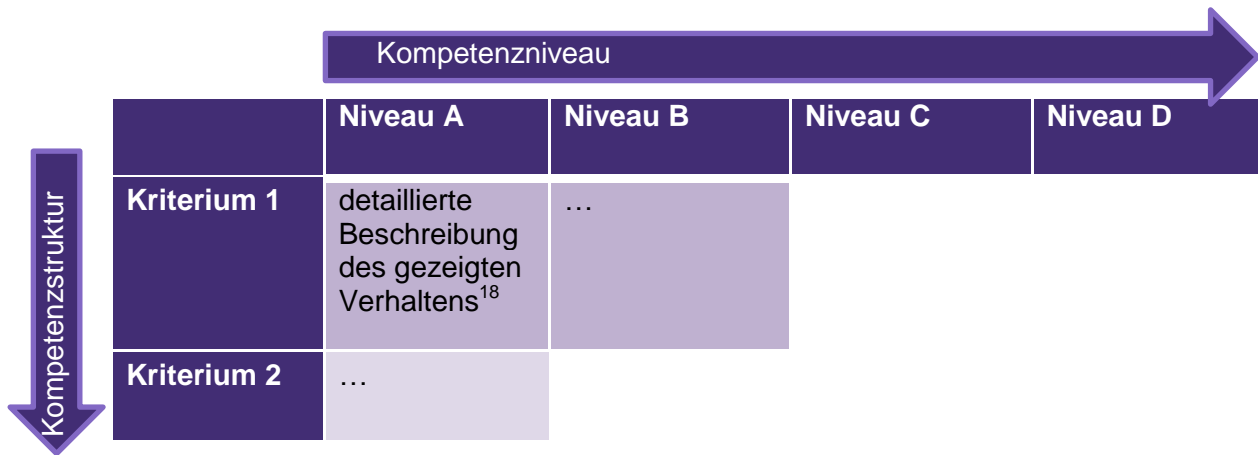 Kompetenzniveau
Niveau A Niveau B Niveau C Niveau D
Kompetenzstruktur
Kriterium 1
detaillierte
Beschreibung
des gezeigten
Verhaltens18
…
Kriterium 2
…